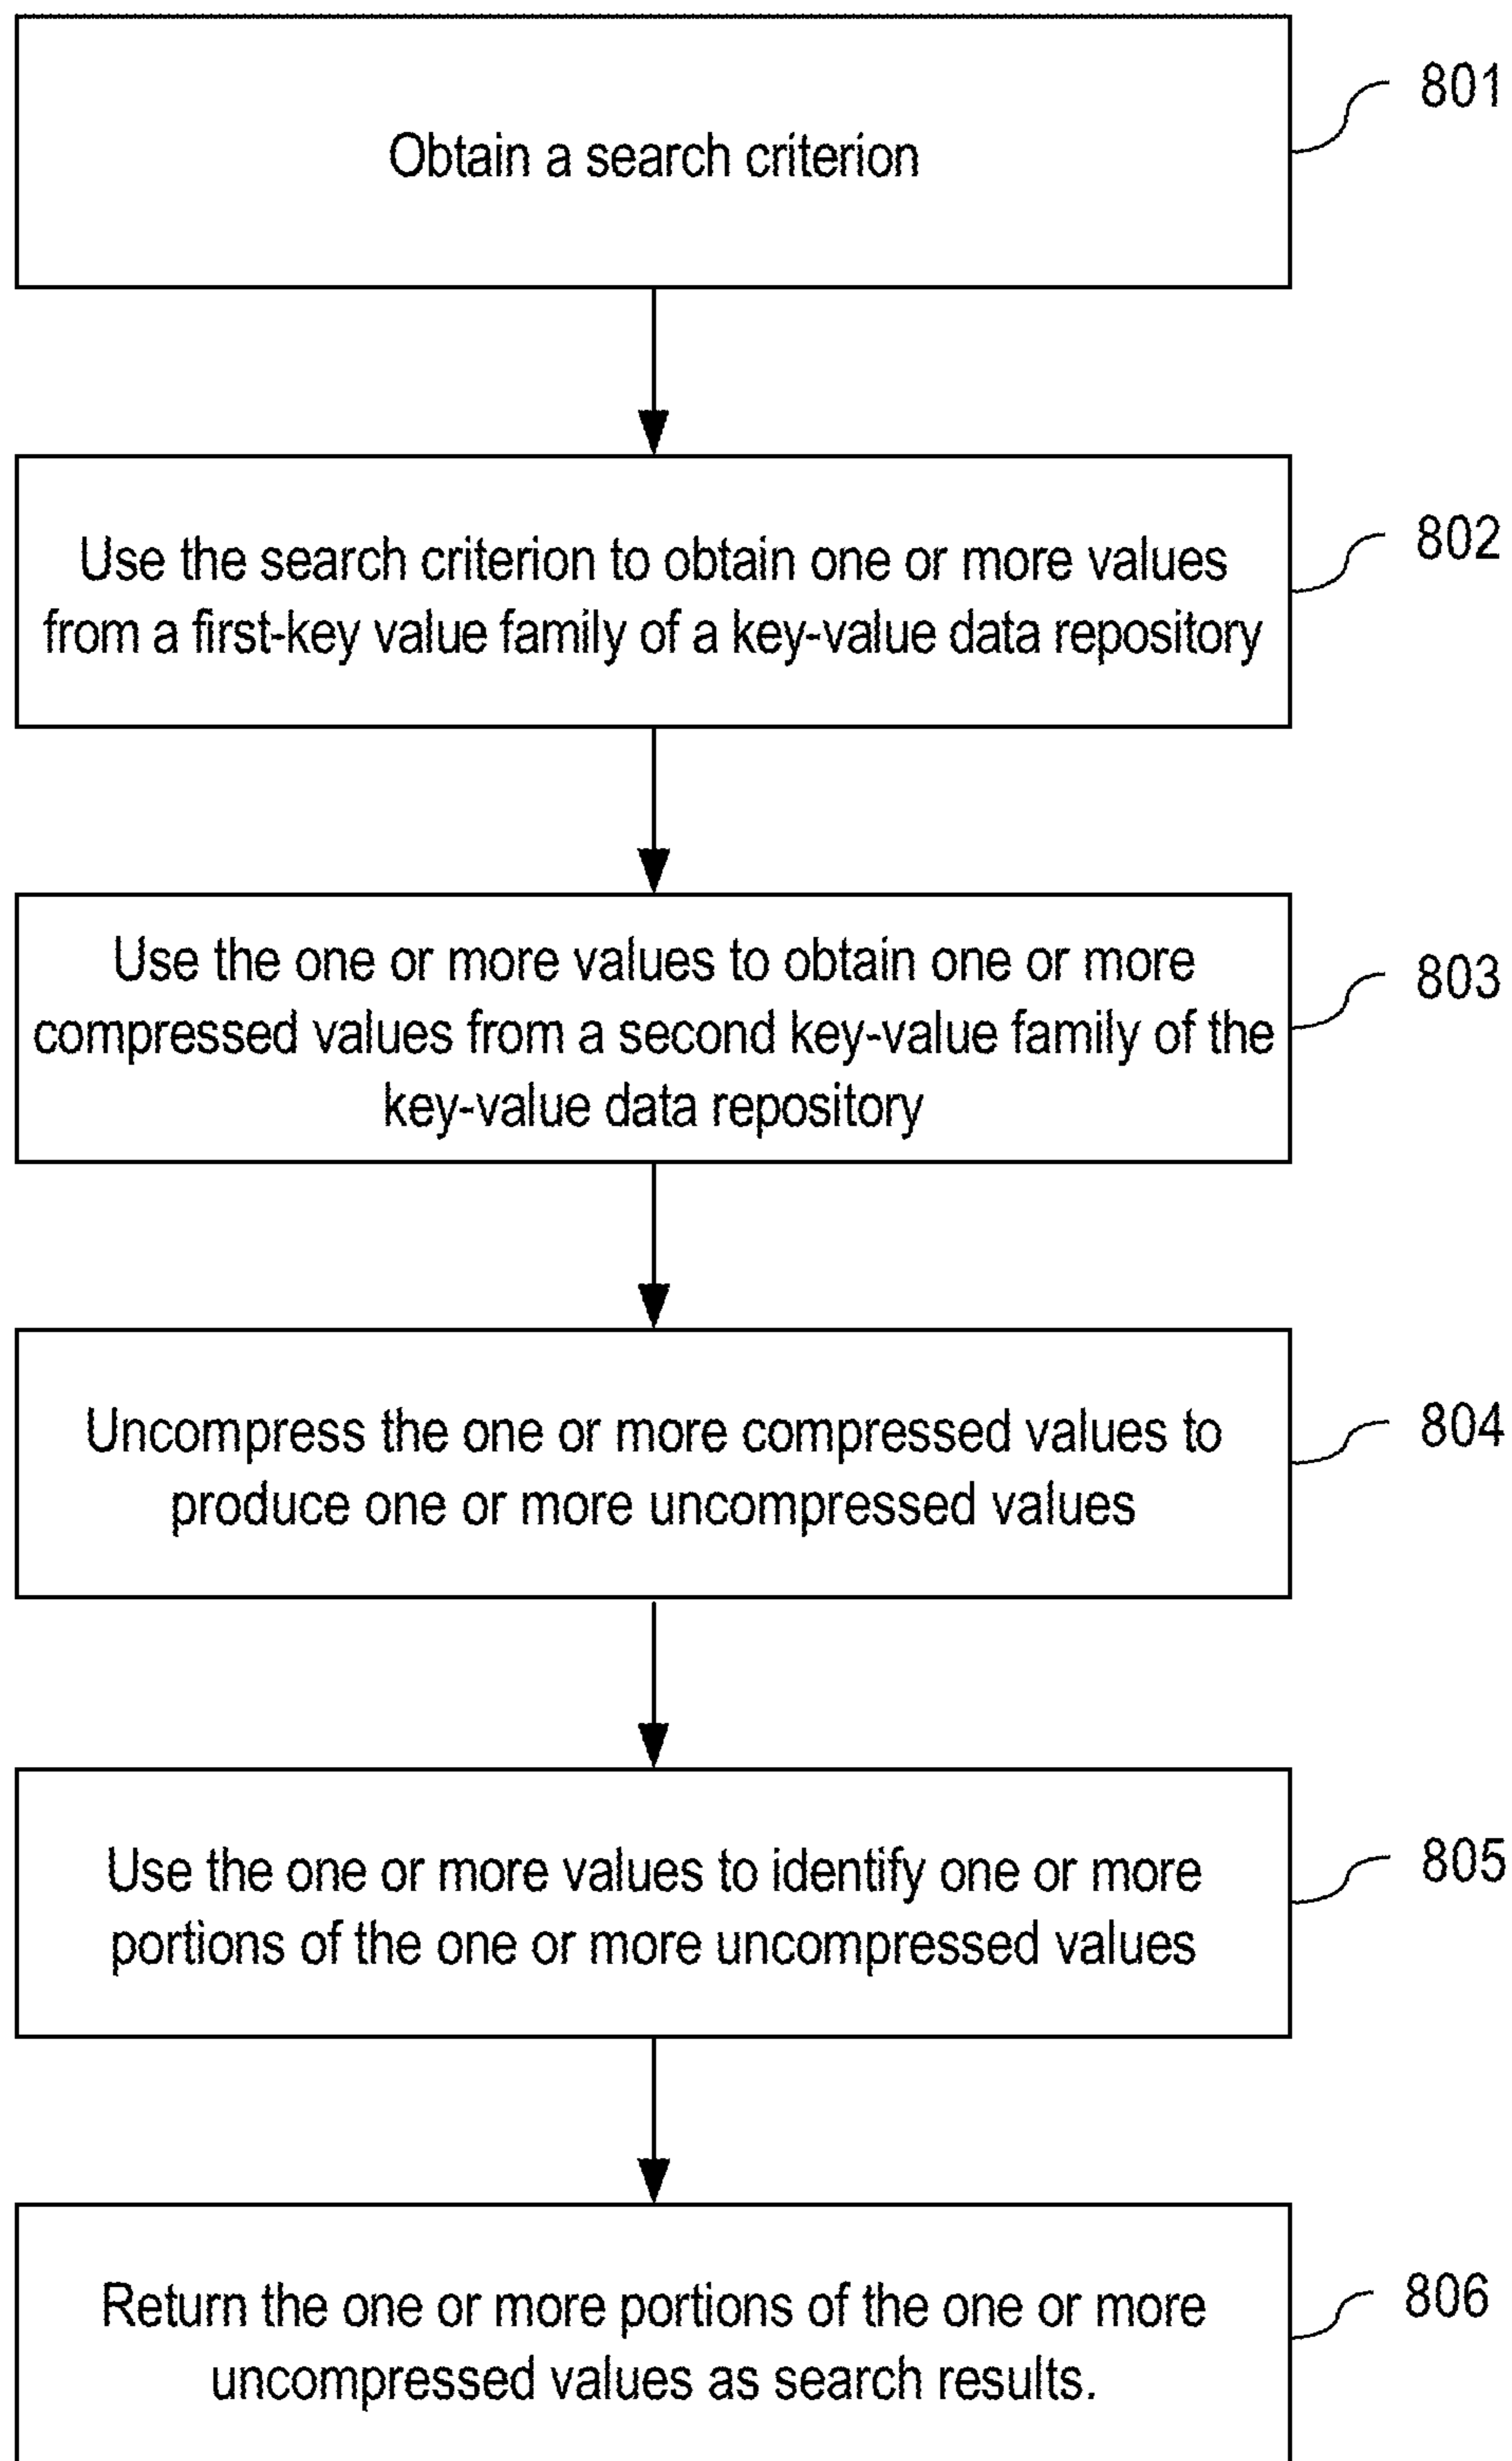 Obtain a search criterion
801
Use the search criterion to obtain one or more values
from a first-key value family of a key-value data repository
802
Use the one or more values to obtain one or more
compressed values from a second key-value family of the
key-value data repository
803
Uncompress the one or more compressed values to
produce one or more uncompressed values
804
Use the one or more values to identify one or more
portions of the one or more uncompressed values
805
Return the one or more portions of the one or more
uncompressed values as search results.
806